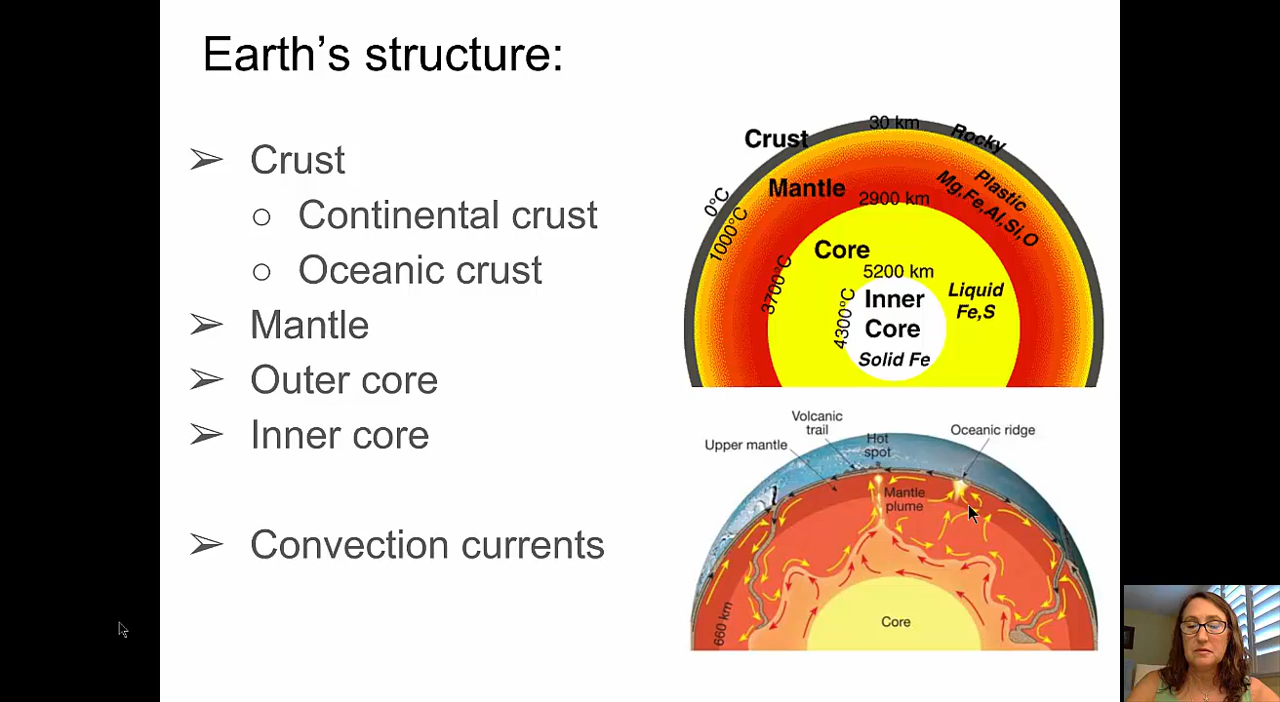 Earth's structure:
➢ Crust
○ Continental crust
○ Oceanic crust
➢ Mantle
➢ Outer core
➢ Inner core
➢ Convection currents
30 km
Crust
Rocky
Mantle
Plastic
Mg,Fe,Al,Si,O
2900 km
0°C
1000°C
Core
3700°C
5200 km
4300°C
Inner
Core
Liquid
Fe,S
Solid Fe
Volcanic
trail
Upper mantle
Hot
spot
Oceanic ridge
Mantle
plume
660 km
Core